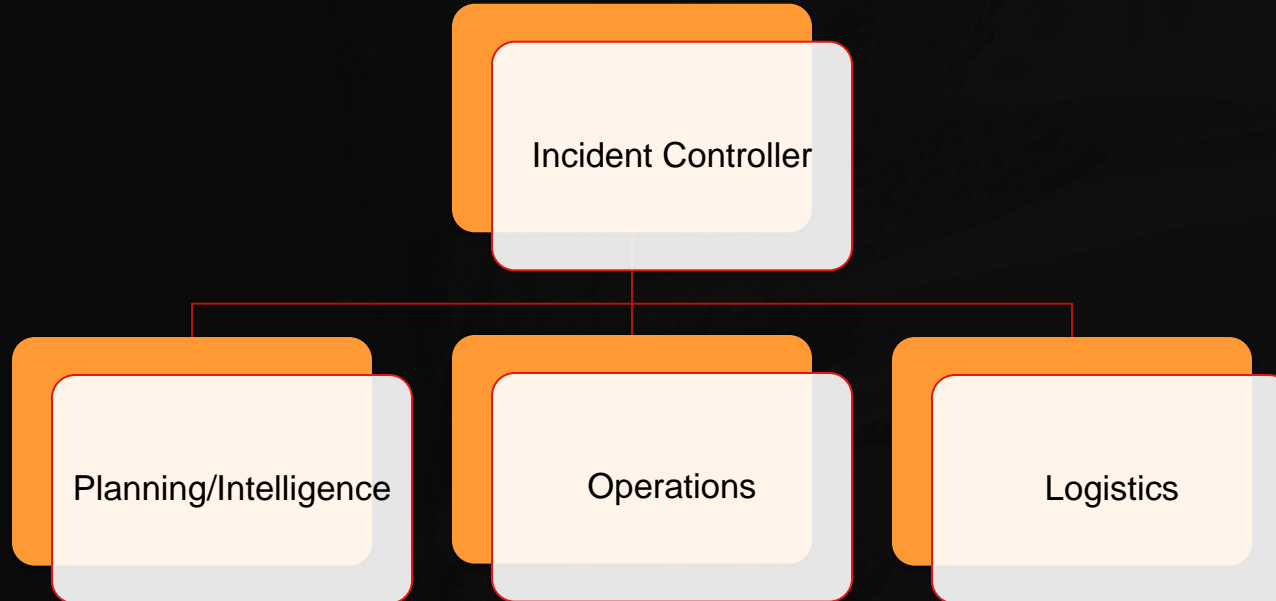 Incident Controller
Planning/Intelligence
Operations
Logistics